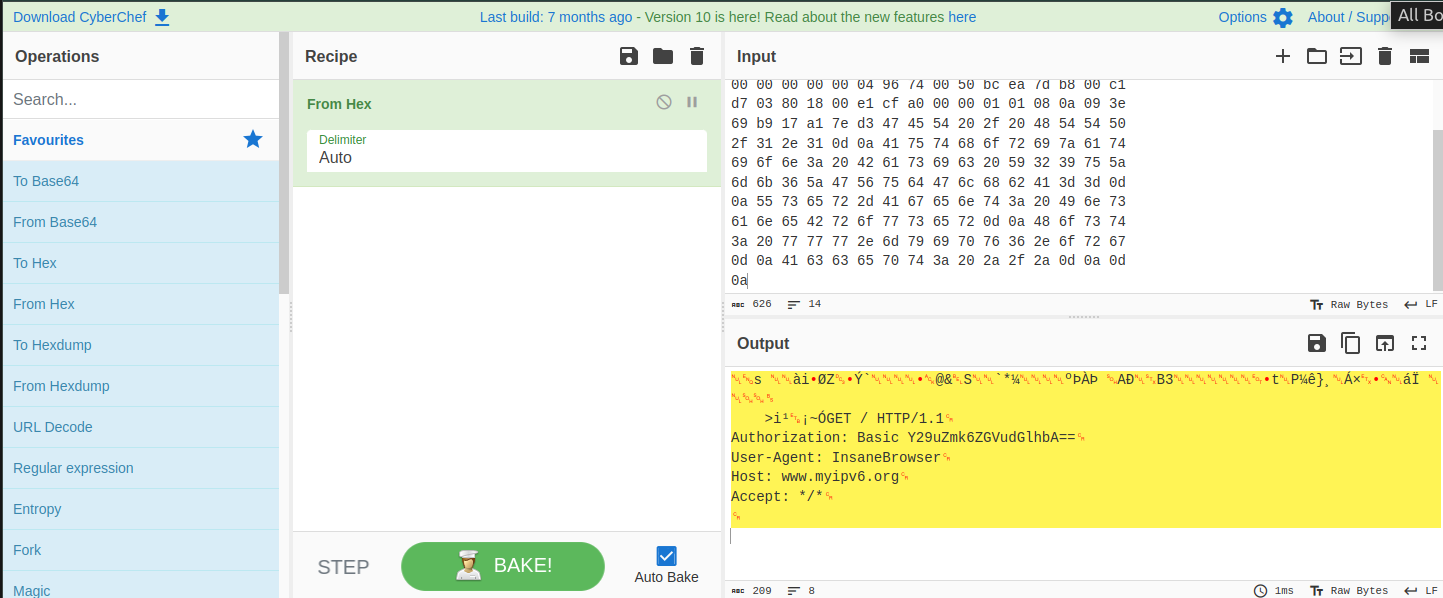 Download CyberChef
Last build: 7 months ago - Version 10 is here! Read about the new features here
Options
About / Supp
All Bo
Operations
Search...
Favourites
To Base64
From Base64
To Hex
From Hex
To Hexdump
From Hexdump
URL Decode
Regular expression
Entropy
Fork
Magic
Recipe
From Hex
Delimiter
Auto
STEP
BAKE!
Auto Bake
Input
00 00 00 00 00 04 96 74 00 50 bc ea 7d b8 00 c1
d7 03 80 18 00 e1 cf a0 00 00 01 01 08 0a 09 3e
69 b9 17 a1 7e d3 47 45 54 20 2f 20 48 54 54 50
2f 31 2e 31 0d 0a 41 75 74 68 6f 72 69 7a 61 74
69 6f 6e 3a 20 42 61 73 69 63 20 59 32 39 75 5a
6d 6b 36 5a 47 56 75 64 47 6c 68 62 41 3d 3d 0d
0a 55 73 65 72 2d 41 67 65 6e 74 3a 20 49 6e 73
61 6e 65 42 72 6f 77 73 65 72 0d 0a 48 6f 73 74
3a 20 77 77 77 2e 6d 79 69 70 76 36 2e 6f 72 67
0d 0a 41 63 63 65 70 74 3a 20 2a 2f 2a 0d 0a 0d
0a
ABC 626 14
Raw Bytes LF
Output
>i¹ ¡~ÓGET / HTTP/1.1
Authorization: Basic Y29uZmk6ZGVudGlhbA==
User-Agent: InsaneBrowser
Host: www.myipv6.org
Accept: */*
ABC 209 8
1ms Raw Bytes LF